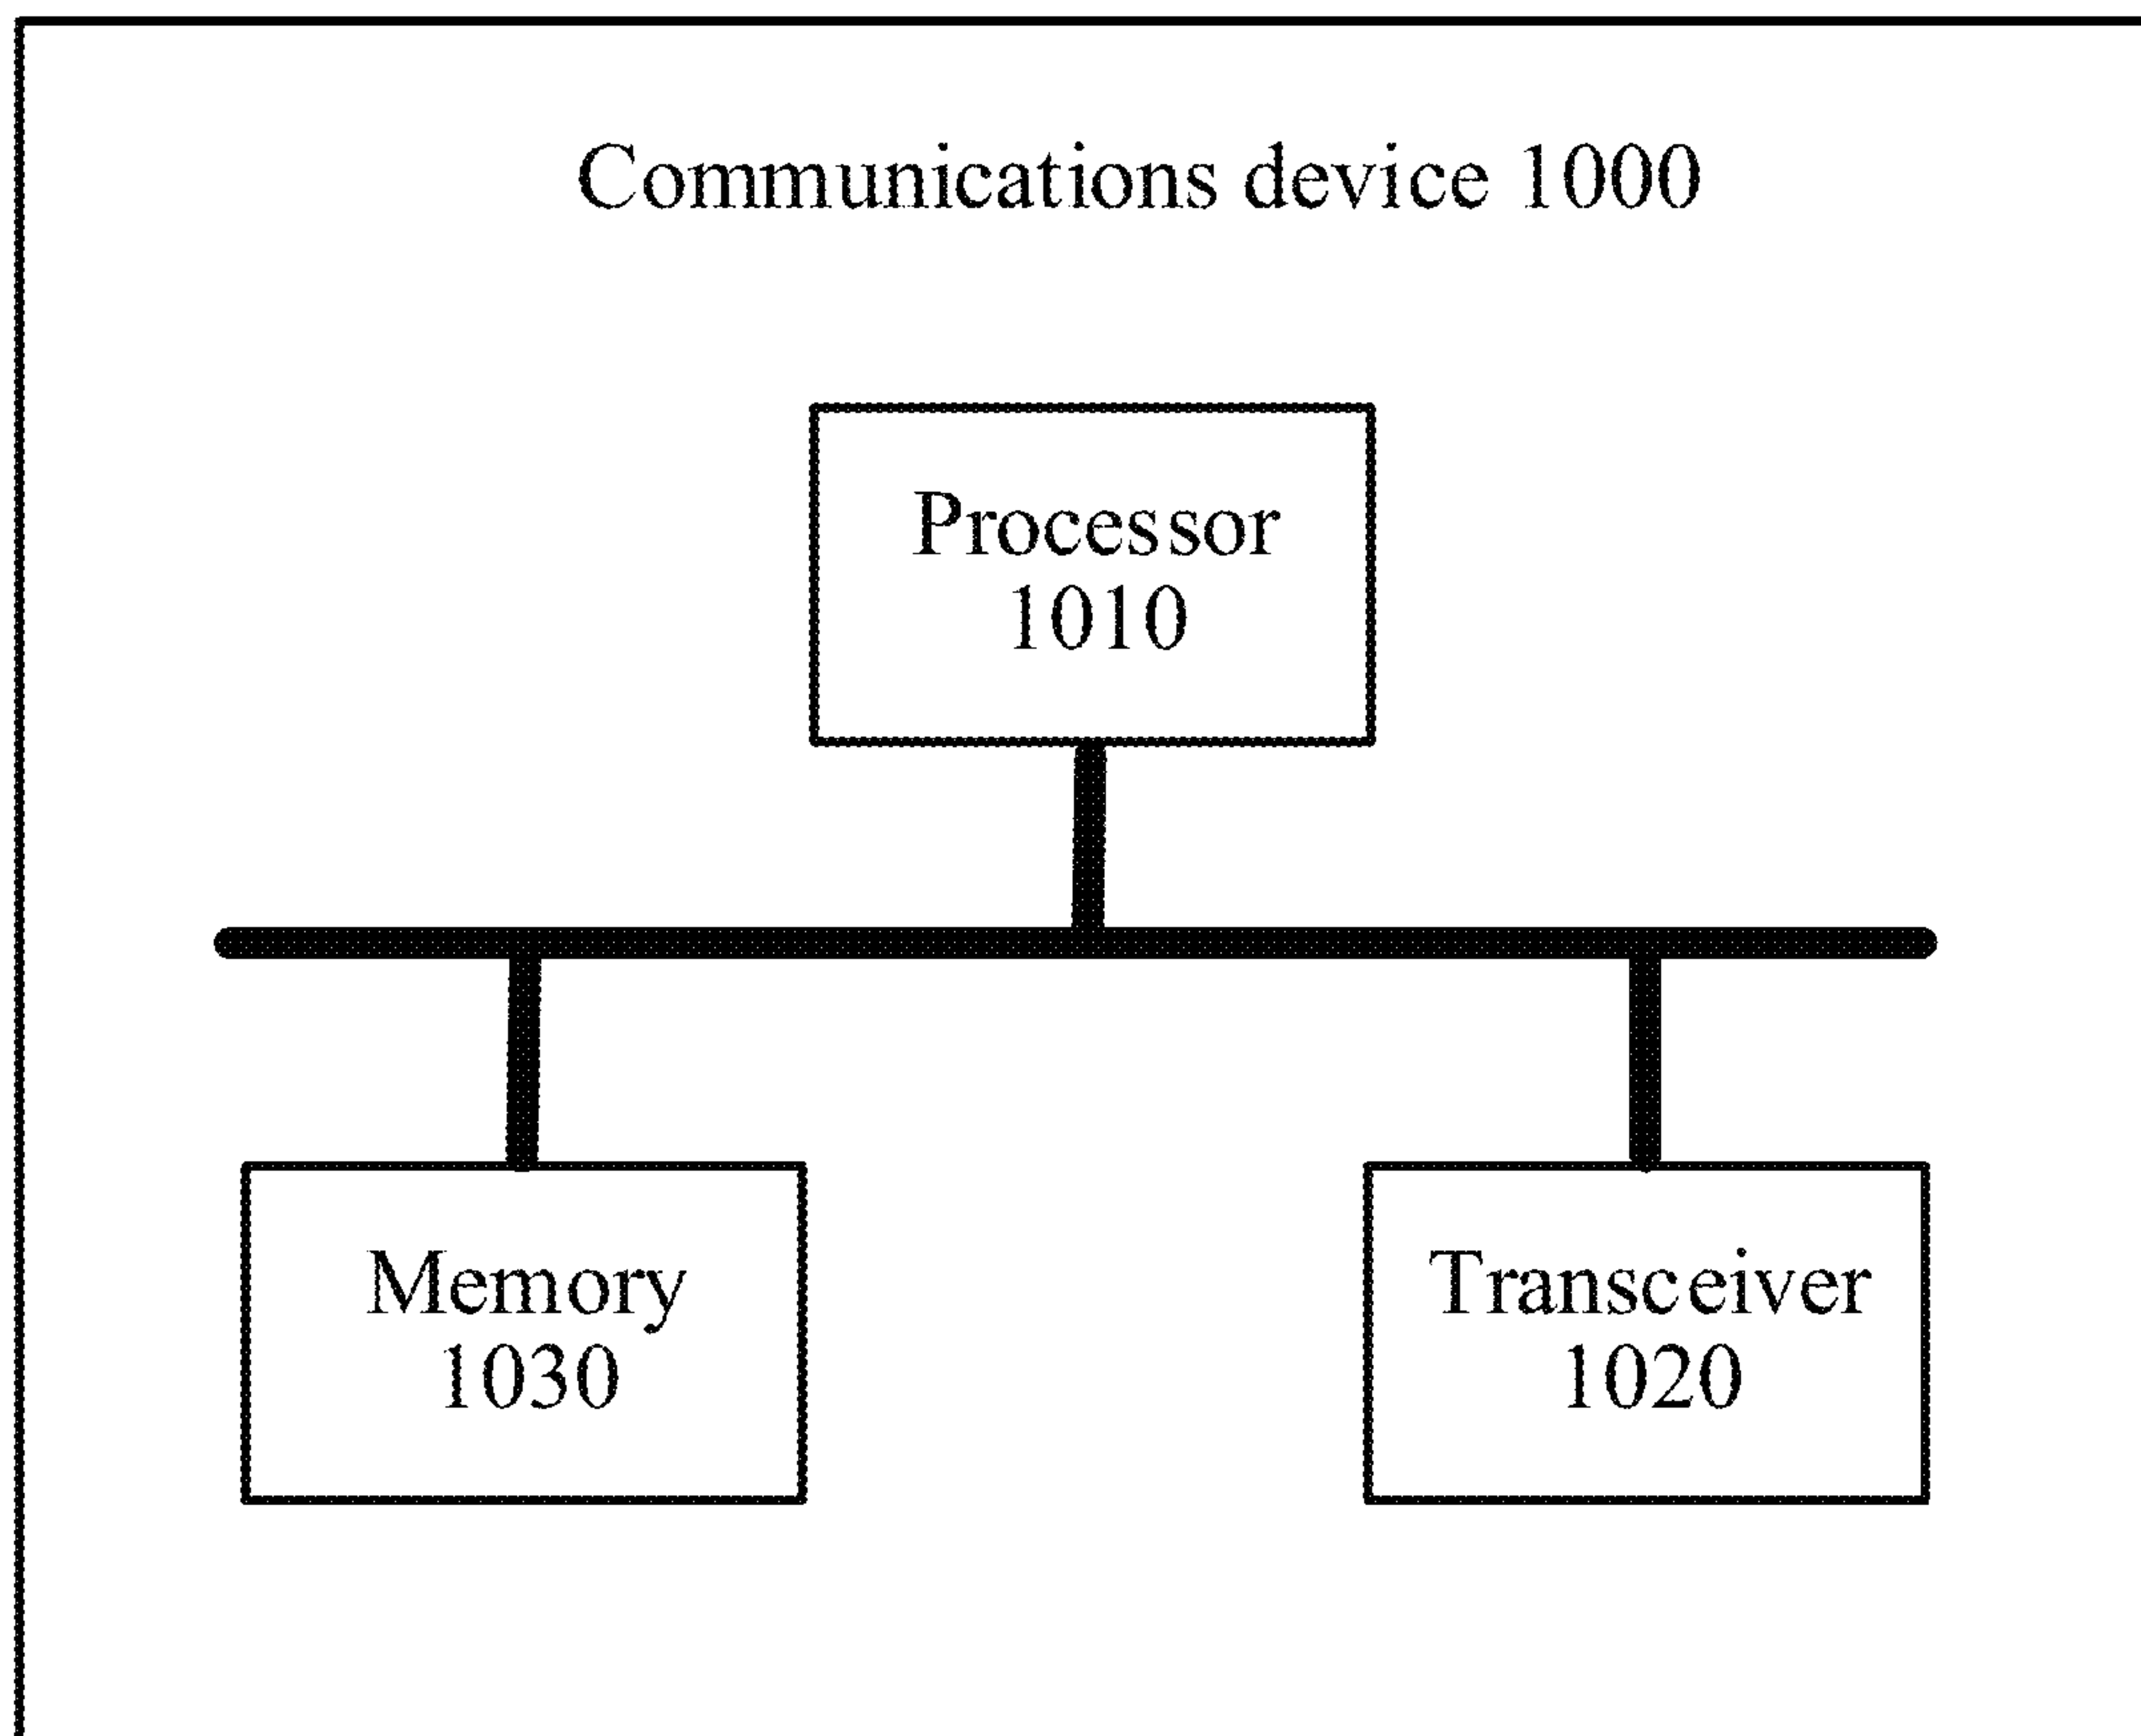 Communications device 1000
Processor
1010
Memory
1030
Transceiver
1020